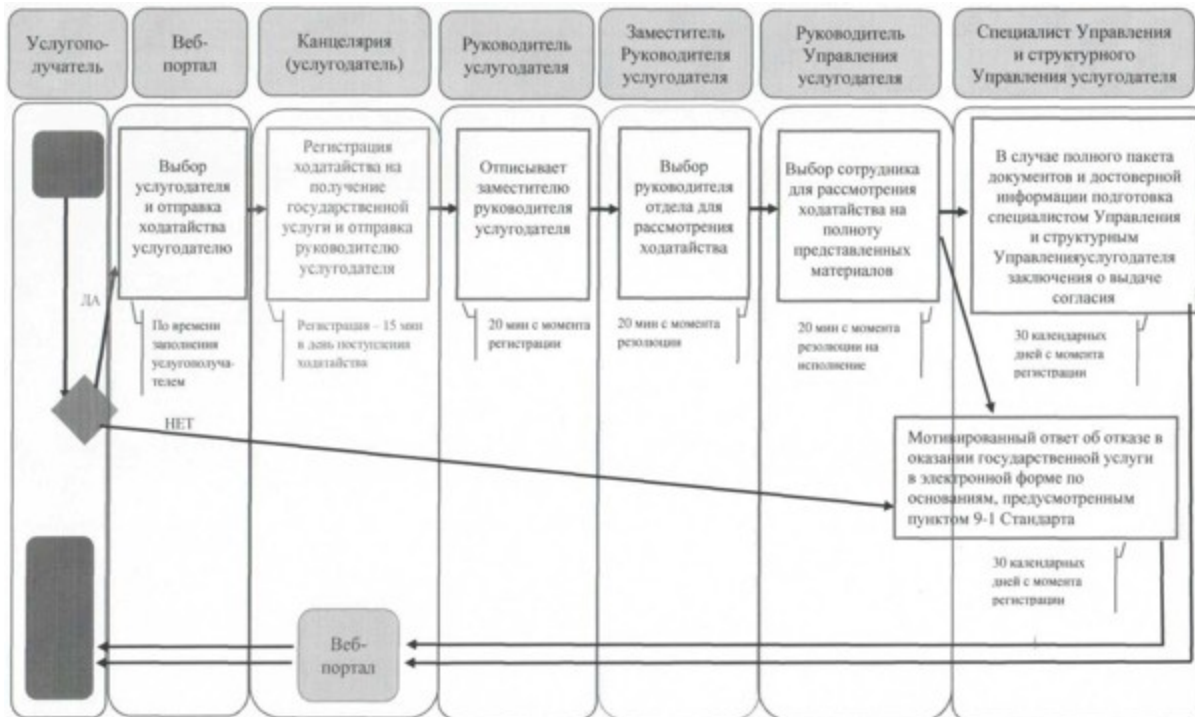 Услугопо-
лучатель
Веб-
портал
Канцелярия
(услугодатель)
Руководитель
услугодателя
Заместитель
Руководителя
услугодателя
Руководитель
Управления
услугодателя
Специалист Управления
и структурного
Управления услугодателя
Выбор
услугодателя
и отправка
ходатайства
услугодателю
Регистрация
ходатайства на
получение
государственной
услуги и отправка
руководителю
услугодателя
Отписывает
заместителю
руководителя
услугодателя
Выбор
руководителя
отдела для
рассмотрения
ходатайства
Выбор сотрудника
для рассмотрения
ходатайства на
полноту
представленных
материалов
В случае полного пакета
документов и достоверной
информации подготовка
специалистом Управления
и структурным
Управленияуслугодателя
заключения о выдаче
согласия
ДА
По времени
заполнения
услугополуча-
телем
Регистрация – 15 мин
в день поступления
ходатайства
20 мин с момента
регистрации
20 мин с момента
резолюции
20 мин с момента
резолюции на
исполнение
30 календарных
дней с момента
регистрации
НЕТ
Мотивированный ответ об отказе в
оказании государственной услуги
в электронной форме по
основаниям, предусмотренным
пунктом 9-1 Стандарта
30 календарных
дней с момента
регистрации
Веб-
портал